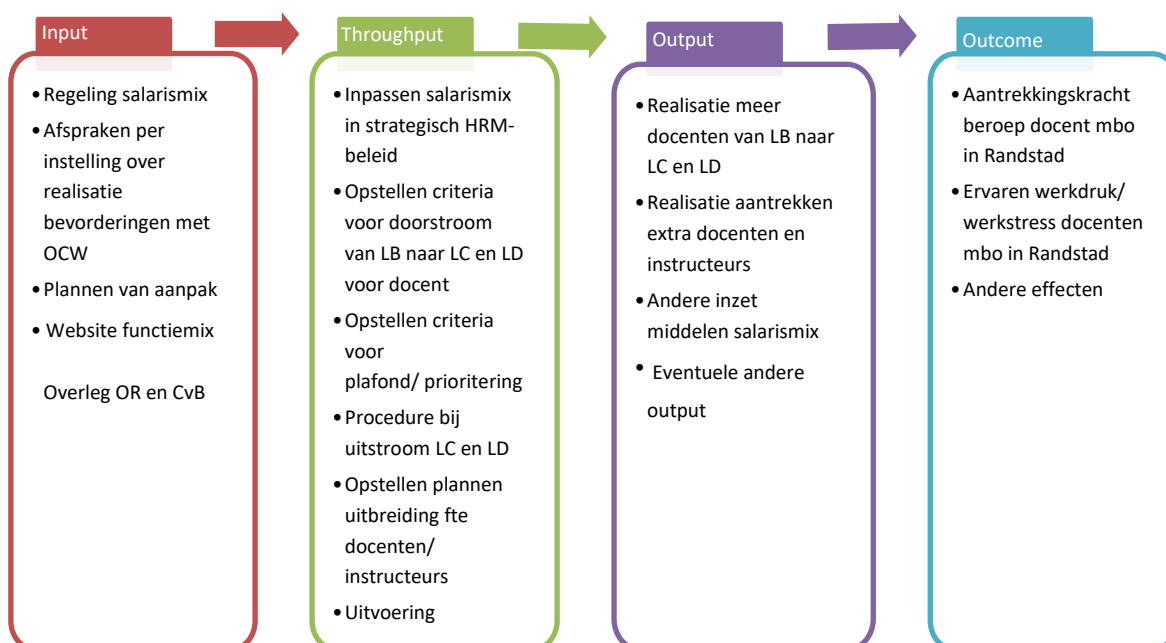 Input
• Regeling salarismix
• Afspraken per
instelling over
realisatie
bevorderingen met
OCW
• Plannen van aanpak
• Website functiemix
Overleg OR en CvB
Throughput
• Inpassen salarismix
in strategisch HRM-
beleid
• Opstellen criteria
voor doorstroom
van LB naar LC en LD
voor docent
• Opstellen criteria
voor
plafond/ prioritering
• Procedure bij
uitstroom LC en LD
• Opstellen plannen
uitbreiding fte
docenten/
instructeurs
• Uitvoering
Output
• Realisatie meer
docenten van LB naar
LC en LD
• Realisatie aantrekken
extra docenten en
instructeurs
• Andere inzet
middelen salarismix
• Eventuele andere
output
Outcome
• Aantrekkingskracht
beroep docent mbo
in Randstad
• Ervaren werkdruk/
werkstress docenten
mbo in Randstad
• Andere effecten